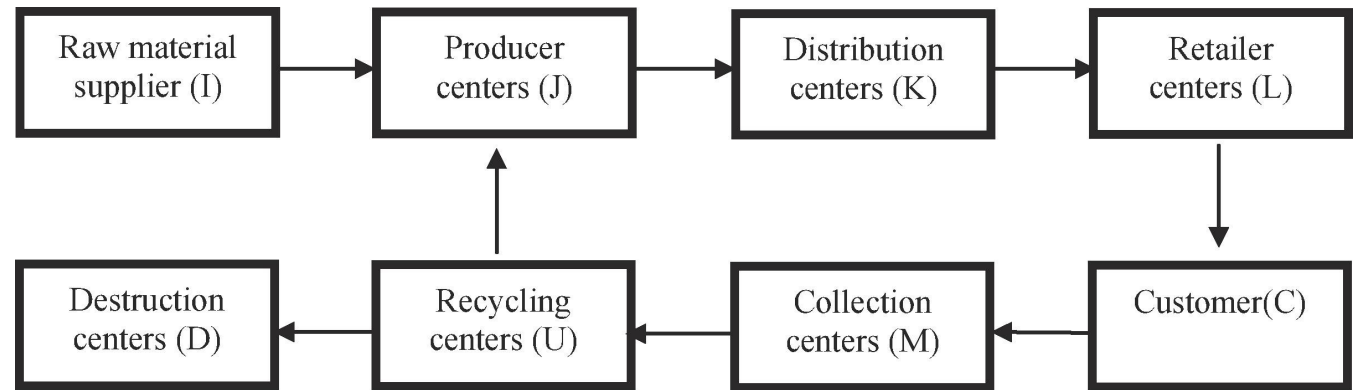 Raw material
supplier (I)
Producer
centers (J)
Distribution
centers (K)
Retailer
centers (L)
Destruction
centers (D)
Recycling
centers (U)
Collection
centers (M)
Customer(C)